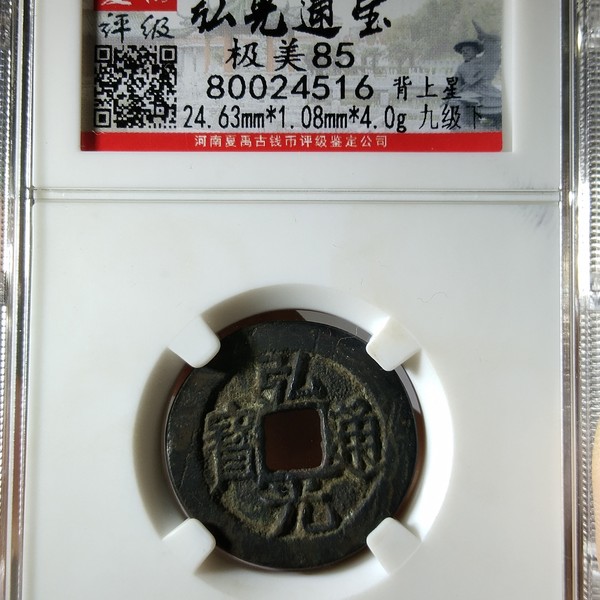 评级
弘光通宝
极美85
80024516 背上星
24.63mm*1.08mm*4.0g 九级下
河南夏禹古钱币评级鉴定公司
弘
寶 通
光